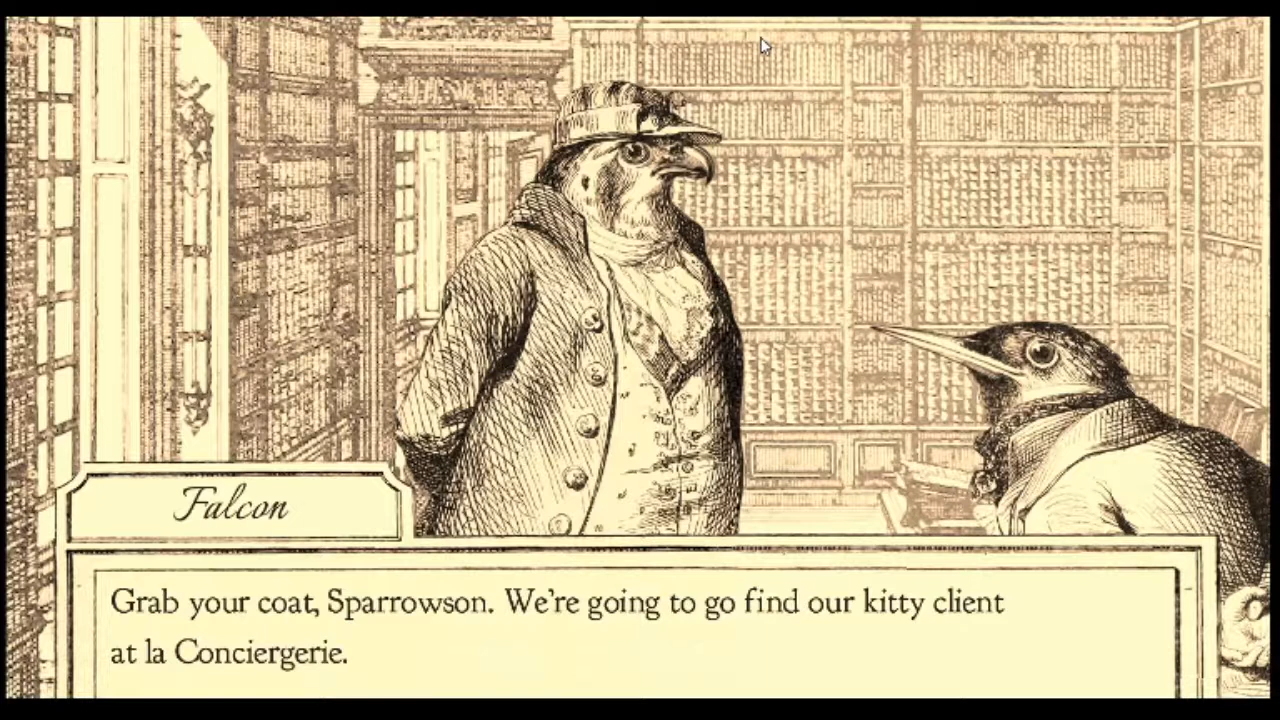 Falcon
Grab your coat, Sparrowson. We're going to go find our kitty client
at la Conciergerie.